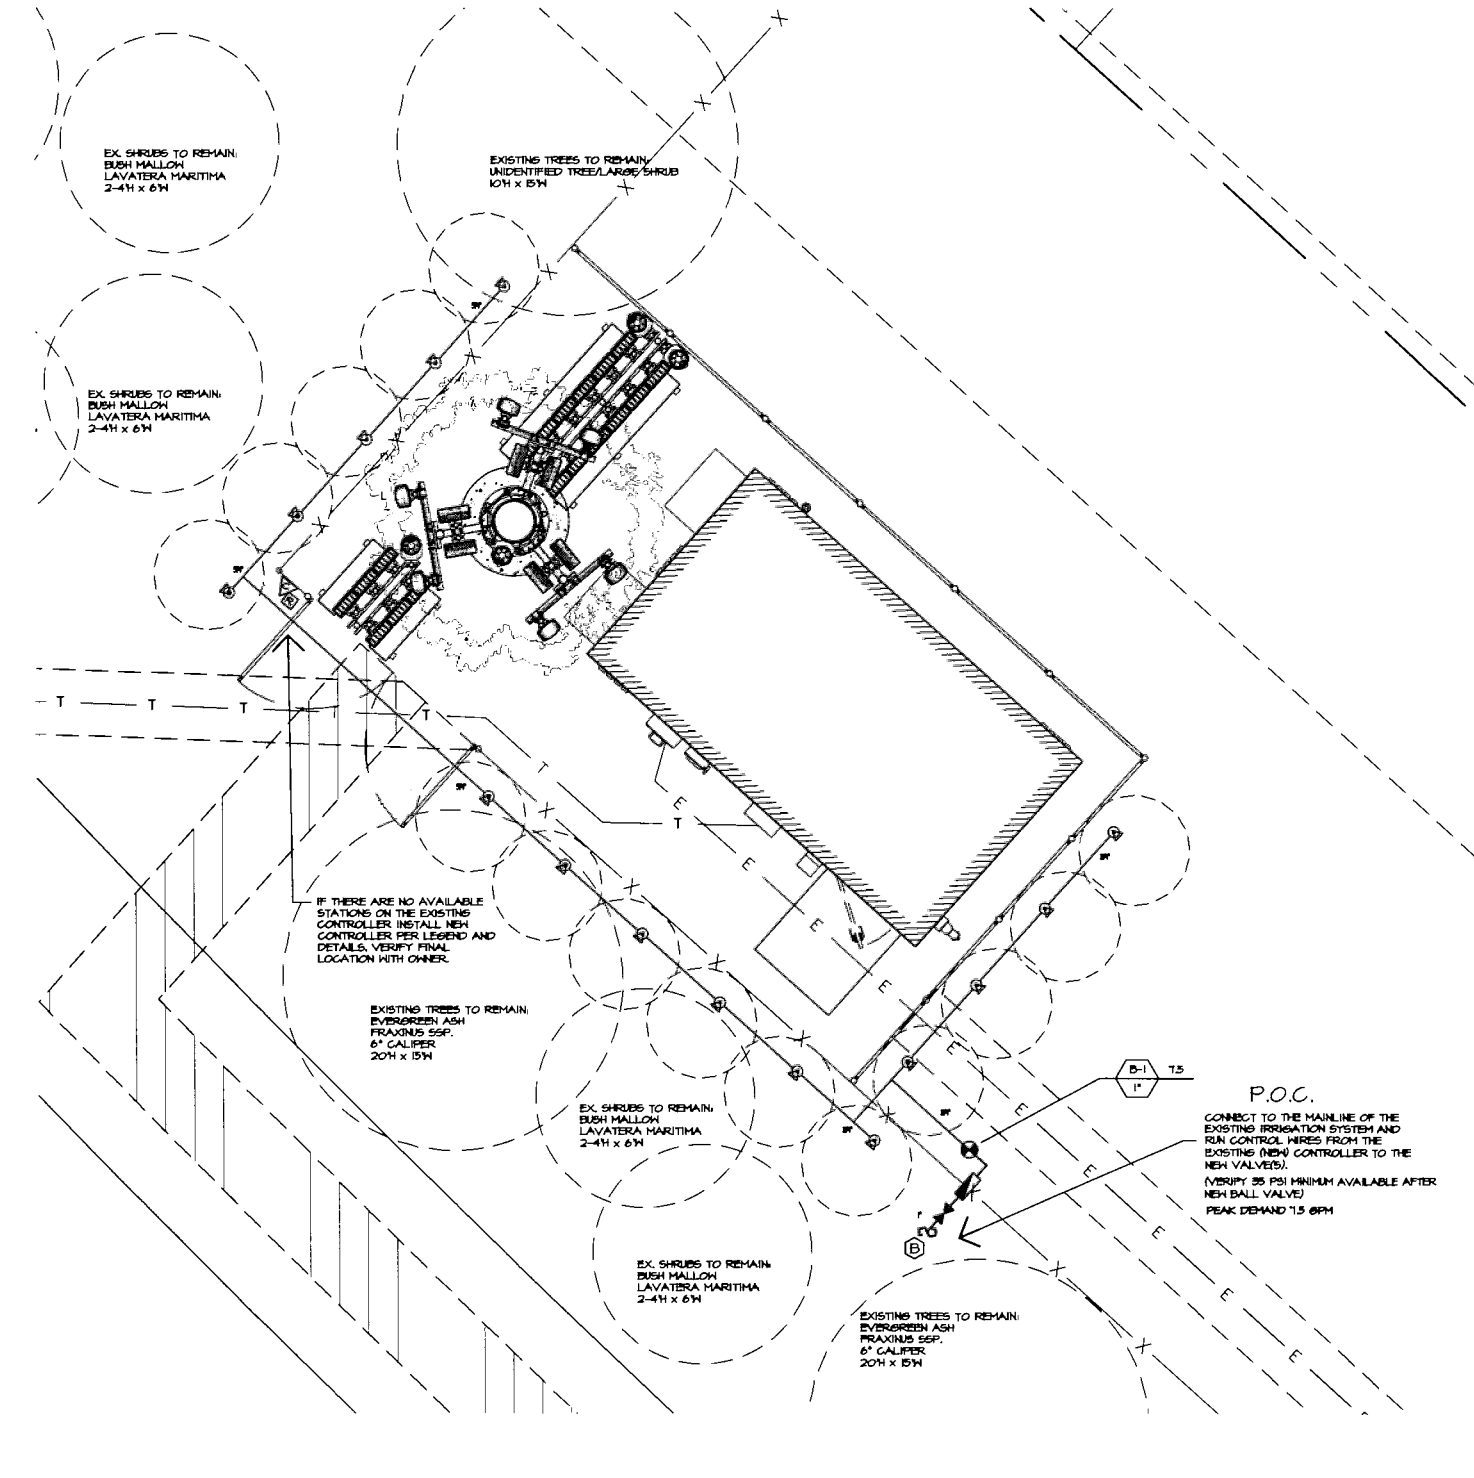 EX. SHRUBS TO REMAIN:
BUSH MALLOW
LAVATERA MARITIMA
2-4'H x 6'W
EXISTING TREES TO REMAIN:
UNIDENTIFIED TREE/LARGE/SHRUB
10'H x 15'W
EX. SHRUBS TO REMAIN:
BUSH MALLOW
LAVATERA MARITIMA
2-4'H x 6'W
X
X
X
X
X
X
X
R
T
T
T
T
T
T
E
E
E
E
E
X
X
X
X
X
X
X
X
IF THERE ARE NO AVAILABLE
STATIONS ON THE EXISTING
CONTROLLER INSTALL NEW
CONTROLLER PER LEGEND AND
DETAILS. VERIFY FINAL
LOCATION WITH OWNER.
EXISTING TREES TO REMAIN:
EVERGREEN ASH
FRAXINUS SSP.
6" CALIPER
20'H x 15'W
EX. SHRUBS TO REMAIN:
BUSH MALLOW
LAVATERA MARITIMA
2-4'H x 6'W
B-1 7.5
1"
P.O.C.
CONNECT TO THE MAINLINE OF THE
EXISTING IRRIGATION SYSTEM AND
RUN CONTROL WIRES FROM THE
EXISTING (NEW) CONTROLLER TO THE
NEW VALVE(S).
(VERIFY 35 PSI MINIMUM AVAILABLE AFTER
NEW BALL VALVE)
PEAK DEMAND 7.5 GPM
E
E
E
E
E
1"
B
EX. SHRUBS TO REMAIN:
BUSH MALLOW
LAVATERA MARITIMA
2-4'H x 6'W
EXISTING TREES TO REMAIN:
EVERGREEN ASH
FRAXINUS SSP.
6" CALIPER
20'H x 15'W